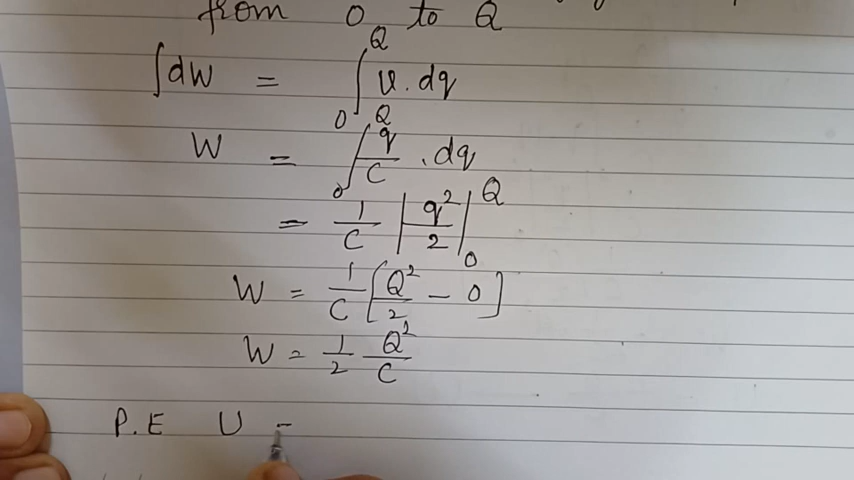 from 0 to Q
∫dW = ∫₀^Q V. dq
W = ∫₀^Q q/C . dq
= 1/C |q²/2|₀^Q
W = 1/C [Q²/2 - 0]
W = 1/2 Q²/C
P.E U =